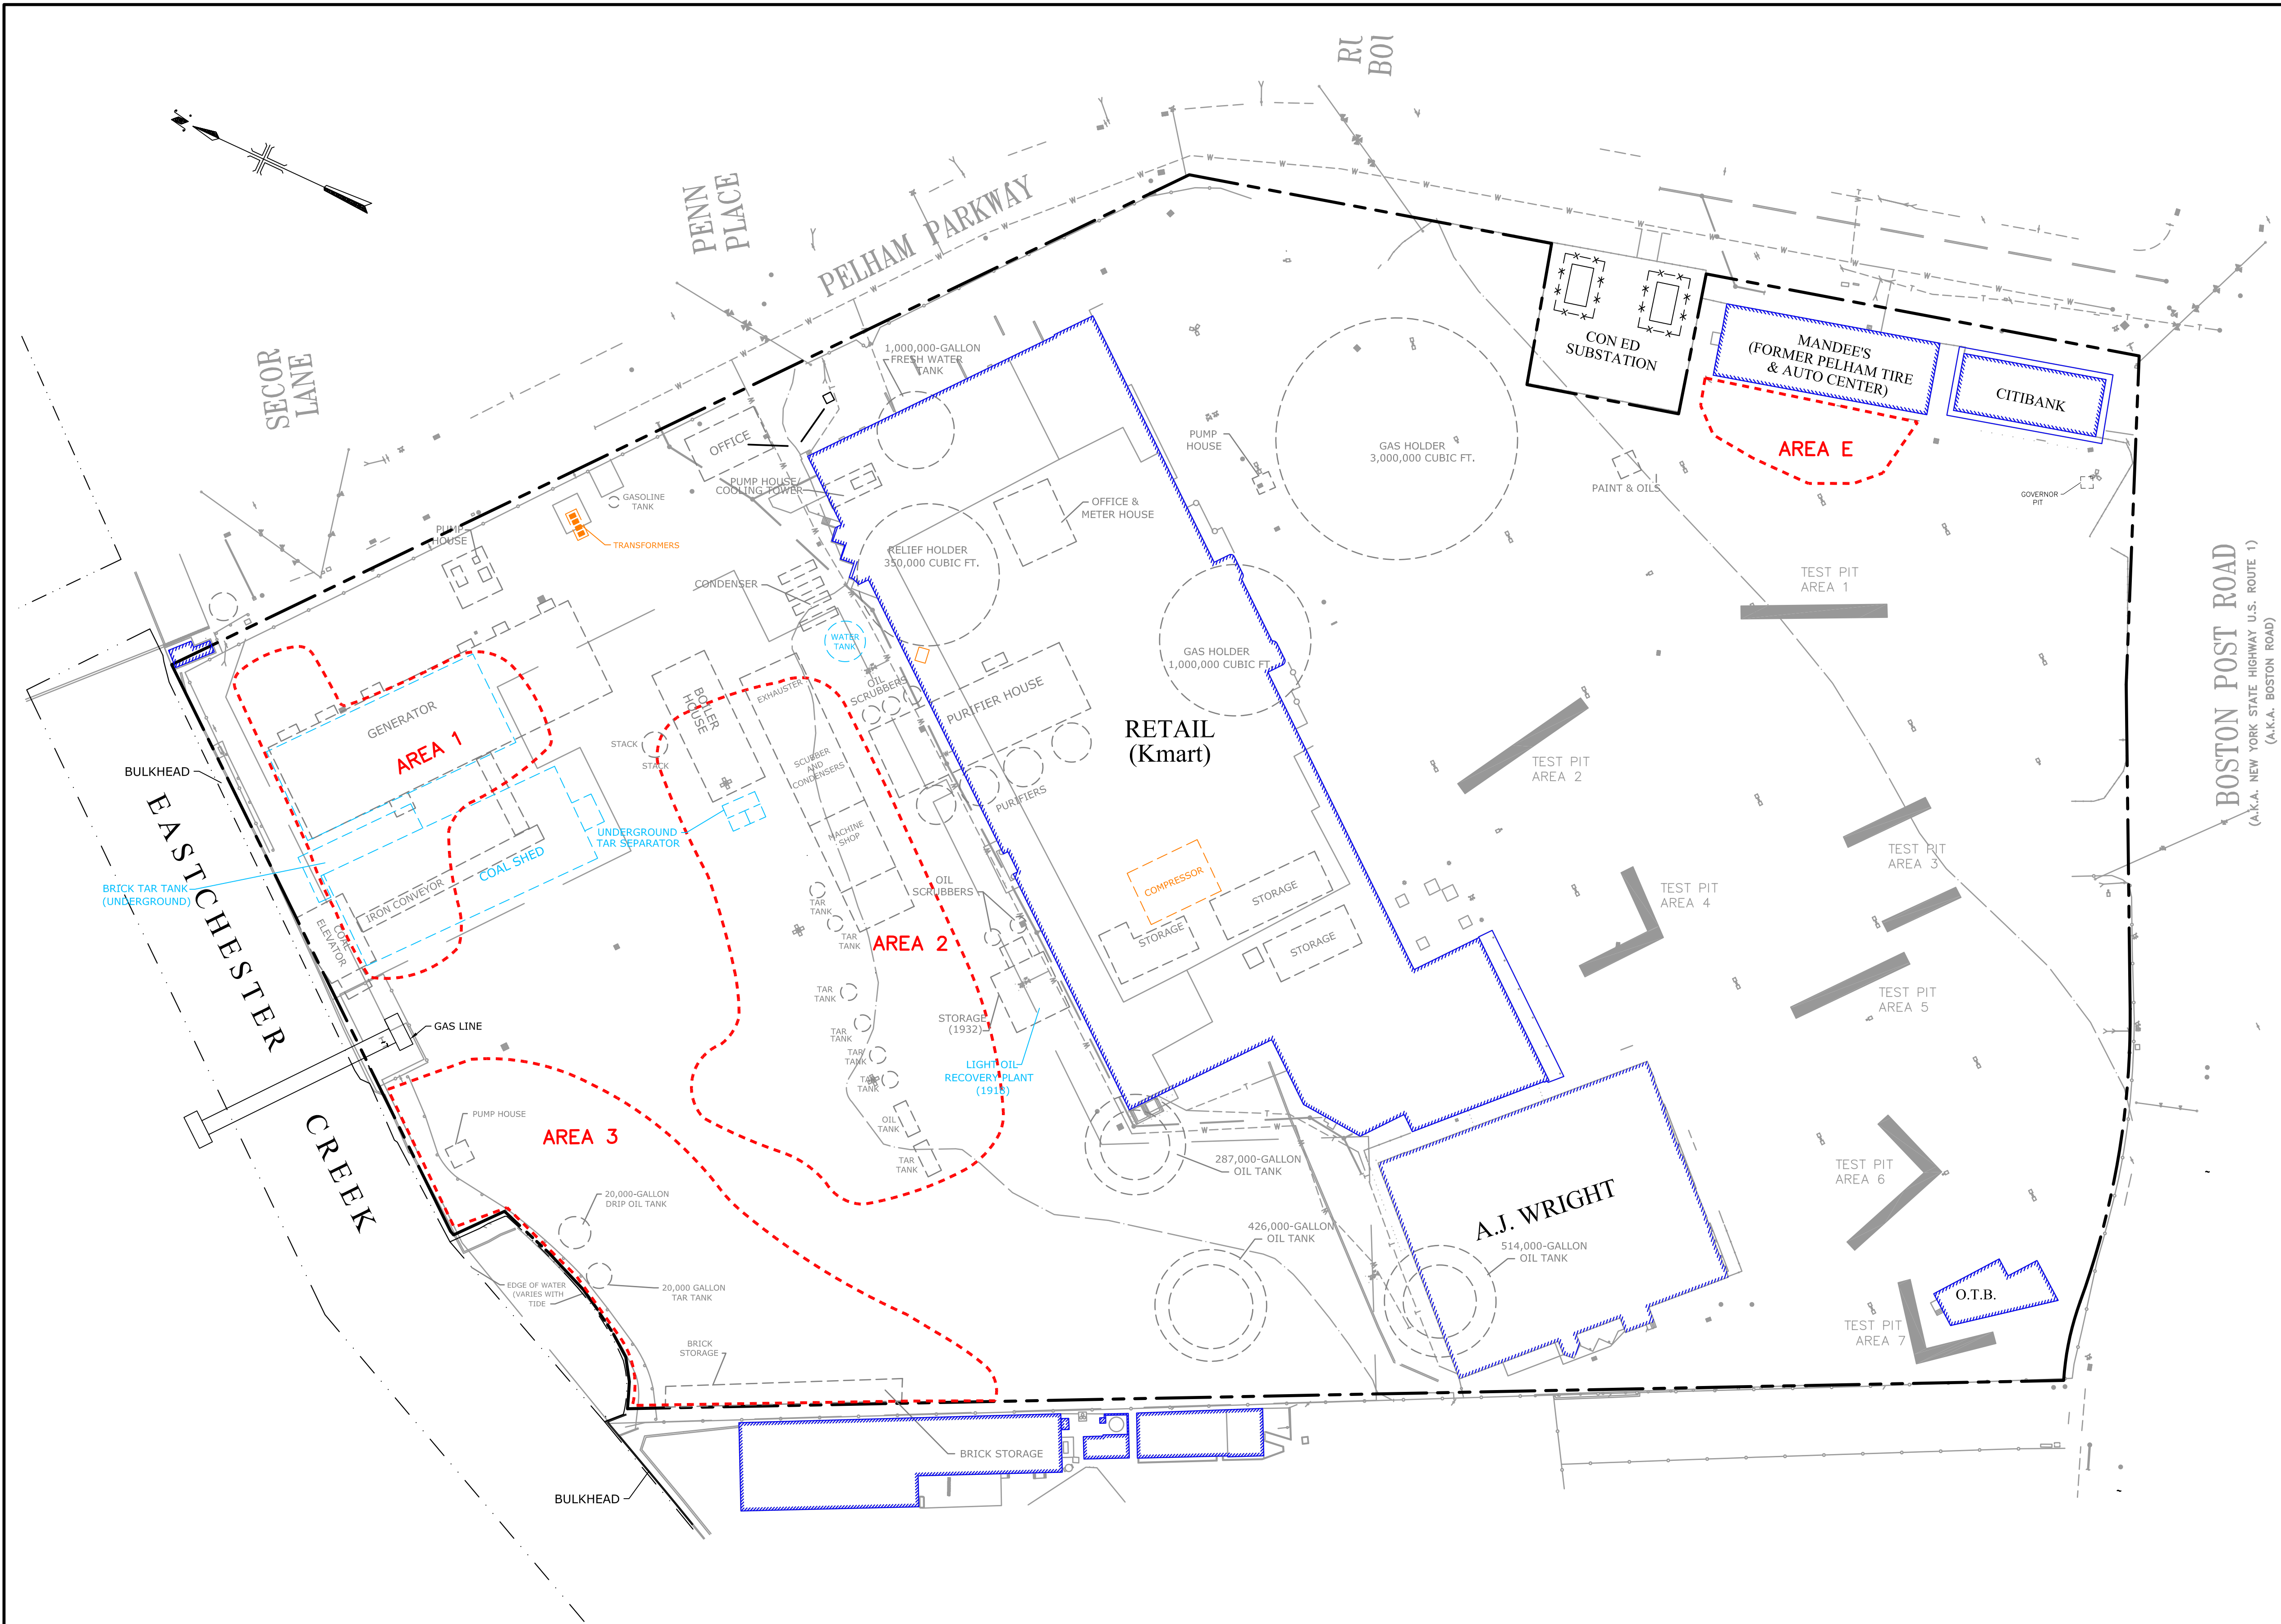 RU
BOU
N.
PENN
PLACE
PELHAM PARKWAY
SECOR
LANE
1,000,000-GALLON
FRESH WATER
TANK
CON ED
SUBSTATION
MANDEE'S
(FORMER PELHAM TIRE
& AUTO CENTER)
CITIBANK
AREA E
GOVERNOR
PIT
PAINT & OILS
GAS HOLDER
3,000,000 CUBIC FT.
PUMP
HOUSE
OFFICE
PUMP HOUSE/
COOLING TOWER
GASOLINE
TANK
TRANSFORMERS
PUMP
HOUSE
OFFICE &
METER HOUSE
RELIEF HOLDER
350,000 CUBIC FT.
CONDENSER
WATER
TANK
OIL
SCRUBBERS
EXHAUSTER
BOILER
HOUSE
PURIFIER HOUSE
GAS HOLDER
1,000,000 CUBIC FT.
RETAIL
(Kmart)
TEST PIT
AREA 1
BOSTON POST ROAD
(A.K.A. NEW YORK STATE HIGHWAY U.S. ROUTE 1)
(A.K.A. BOSTON ROAD)
GENERATOR
AREA 1
STACK
STACK
SCUBBER
AND
CONDENSERS
PURIFIERS
TEST PIT
AREA 2
BULKHEAD
EASTCHESTER
CREEK
UNDERGROUND
TAR SEPARATOR
MACHINE
SHOP
COAL SHED
BRICK TAR TANK
(UNDERGROUND)
IRON CONVEYOR
COAL
ELEVATOR
TAR
TANK
TAR
TANK
AREA 2
OIL
SCRUBBERS
COMPRESSOR
STORAGE
STORAGE
STORAGE
TEST PIT
AREA 3
TEST PIT
AREA 4
TEST PIT
AREA 5
TAR
TANK
TAR
TANK
TAR
TANK
TAR
TANK
STORAGE
(1932)
LIGHT OIL
RECOVERY PLANT
(1918)
GAS LINE
OIL
TANK
TAR
TANK
PUMP HOUSE
AREA 3
287,000-GALLON
OIL TANK
20,000-GALLON
DRIP OIL TANK
426,000-GALLON
OIL TANK
A.J. WRIGHT
514,000-GALLON
OIL TANK
TEST PIT
AREA 6
EDGE OF WATER
(VARIES WITH
TIDE
20,000 GALLON
TAR TANK
O.T.B.
TEST PIT
AREA 7
BRICK
STORAGE
BRICK STORAGE
BULKHEAD